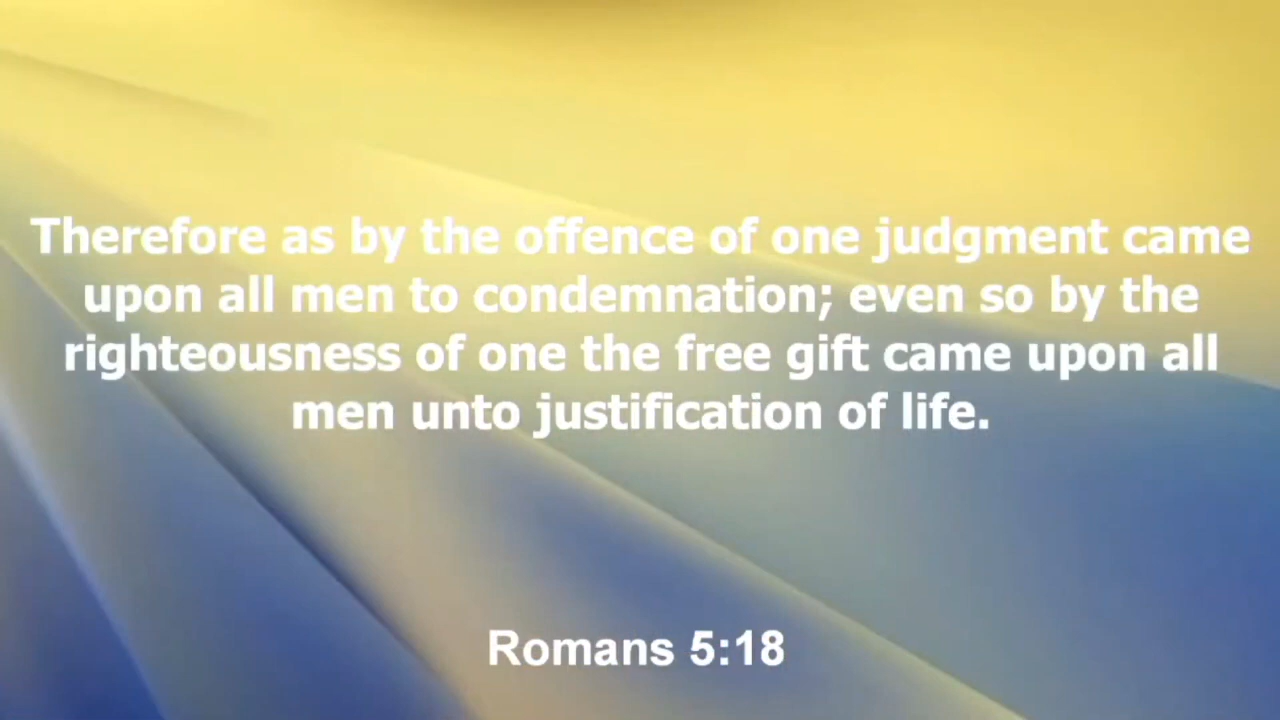 Therefore as by the offence of one judgment came
upon all men to condemnation; even so by the
righteousness of one the free gift came upon all
men unto justification of life.
Romans 5:18